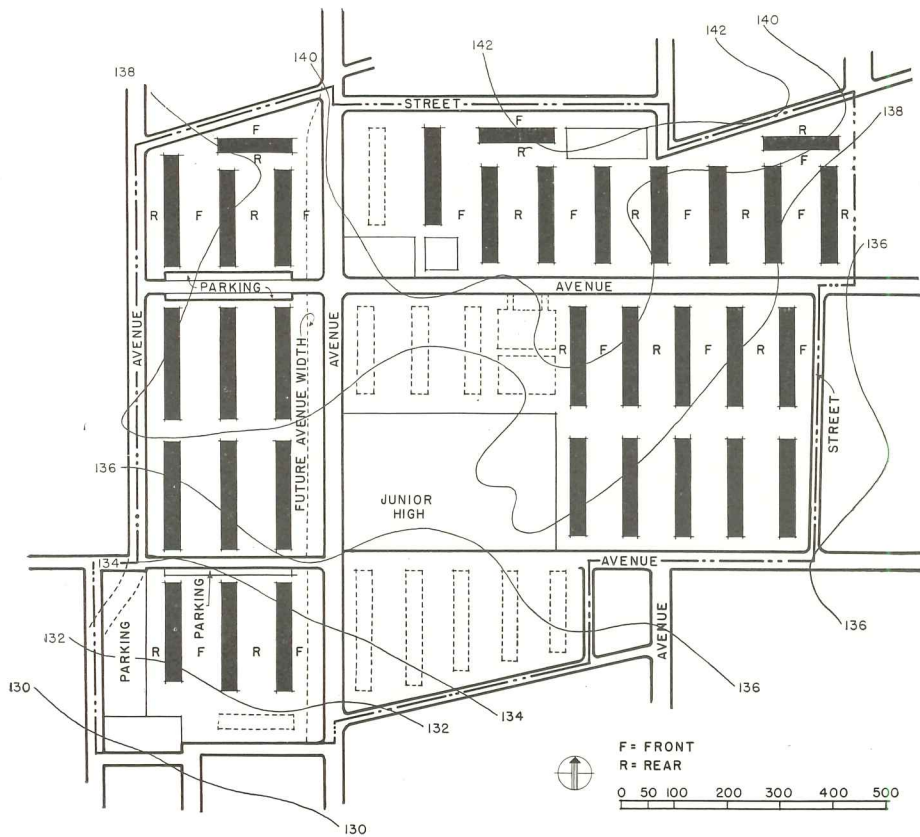 140
142
142
140
138
STREET
138
F
F
R
R
R
F
R
F
R
F
F
R
F
R
F
R
F
R
136
PARKING
AVENUE
AVENUE
AVENUE
FUTURE AVENUE WIDTH
R
F
R
F
R
F
STREET
136
JUNIOR
HIGH
134
AVENUE
PARKING
PARKING
AVENUE
136
132
R
F
R
F
130
136
132
134
F = FRONT
R = REAR
0 50 100 200 300 400 500
130